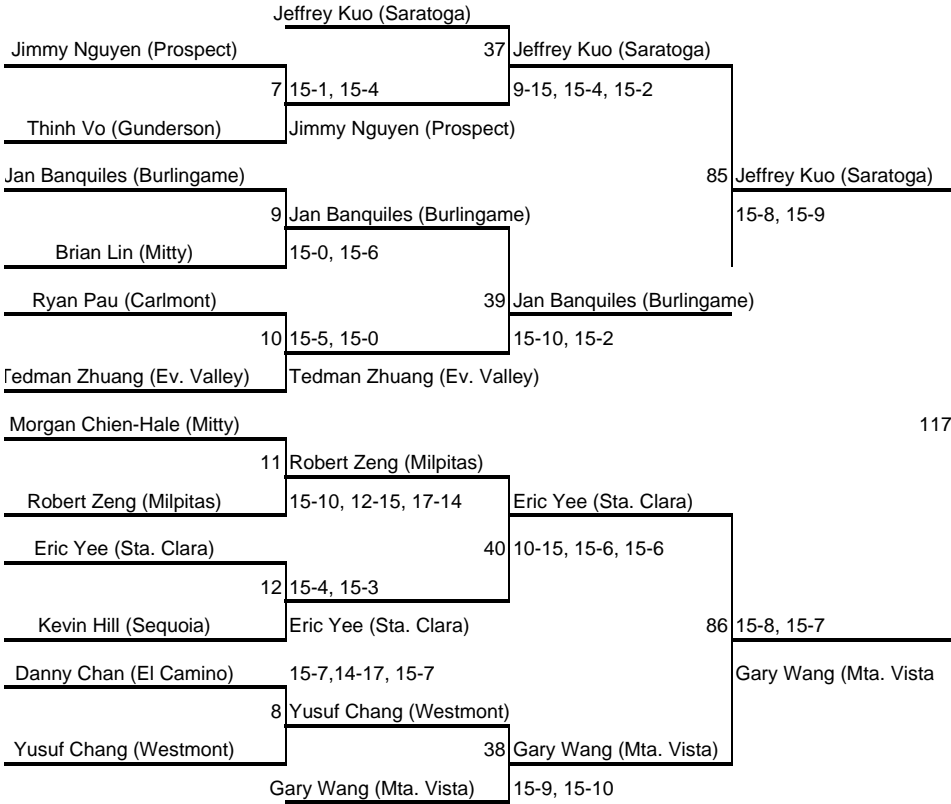 Jeffrey Kuo (Saratoga)
Jimmy Nguyen (Prospect)
37 Jeffrey Kuo (Saratoga)
7 15-1, 15-4
9-15, 15-4, 15-2
Thinh Vo (Gunderson)
Jimmy Nguyen (Prospect)
Jan Banquiles (Burlingame)
85 Jeffrey Kuo (Saratoga)
9 Jan Banquiles (Burlingame)
15-8, 15-9
Brian Lin (Mitty)
15-0, 15-6
Ryan Pau (Carlmont)
39 Jan Banquiles (Burlingame)
10 15-5, 15-0
15-10, 15-2
Tedman Zhuang (Ev. Valley)
Tedman Zhuang (Ev. Valley)
Morgan Chien-Hale (Mitty)
117
11 Robert Zeng (Milpitas)
Robert Zeng (Milpitas)
15-10, 12-15, 17-14
Eric Yee (Sta. Clara)
Eric Yee (Sta. Clara)
40 10-15, 15-6, 15-6
12 15-4, 15-3
Kevin Hill (Sequoia)
Eric Yee (Sta. Clara)
86 15-8, 15-7
Danny Chan (El Camino)
15-7,14-17, 15-7
Gary Wang (Mta. Vista
8 Yusuf Chang (Westmont)
Yusuf Chang (Westmont)
38 Gary Wang (Mta. Vista)
Gary Wang (Mta. Vista)
15-9, 15-10